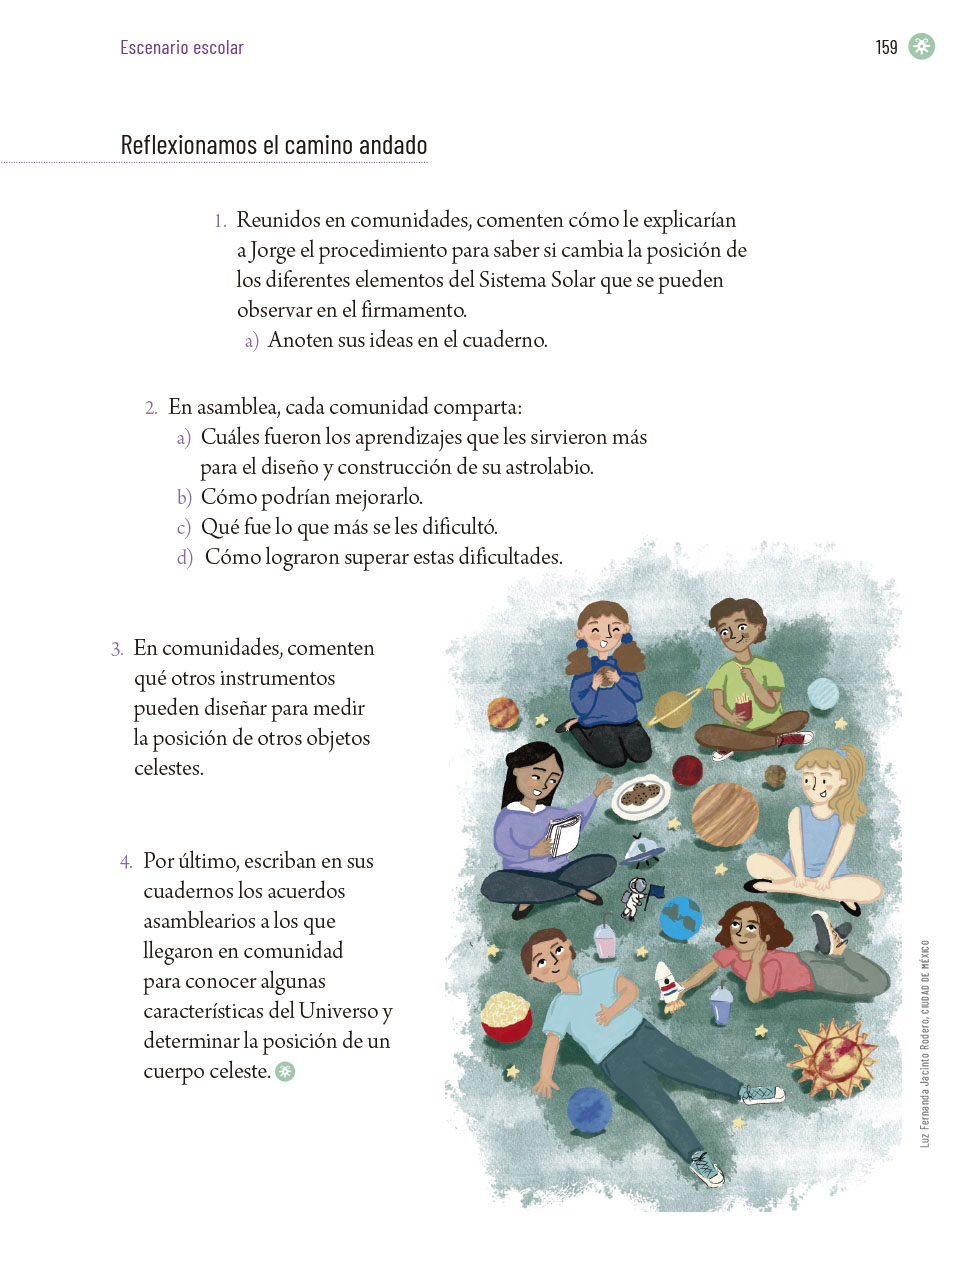 Escenario escolar
159
Reflexionamos el camino andado
1. Reunidos en comunidades, comenten cómo le explicarían
a Jorge el procedimiento para saber si cambia la posición de
los diferentes elementos del Sistema Solar que se pueden
observar en el firmamento.
a) Anoten sus ideas en el cuaderno.
2. En asamblea, cada comunidad comparta:
a) Cuáles fueron los aprendizajes que les sirvieron más
para el diseño y construcción de su astrolabio.
b) Cómo podrían mejorarlo.
c) Qué fue lo que más se les dificultó.
d) Cómo lograron superar estas dificultades.
3. En comunidades, comenten
qué otros instrumentos
pueden diseñar para medir
la posición de otros objetos
celestes.
4. Por último, escriban en sus
cuadernos los acuerdos
asamblearios a los que
llegaron en comunidad
para conocer algunas
características del Universo y
determinar la posición de un
cuerpo celeste.
Luz Fernanda Jacinto Rodero, CIUDAD DE MÉXICO